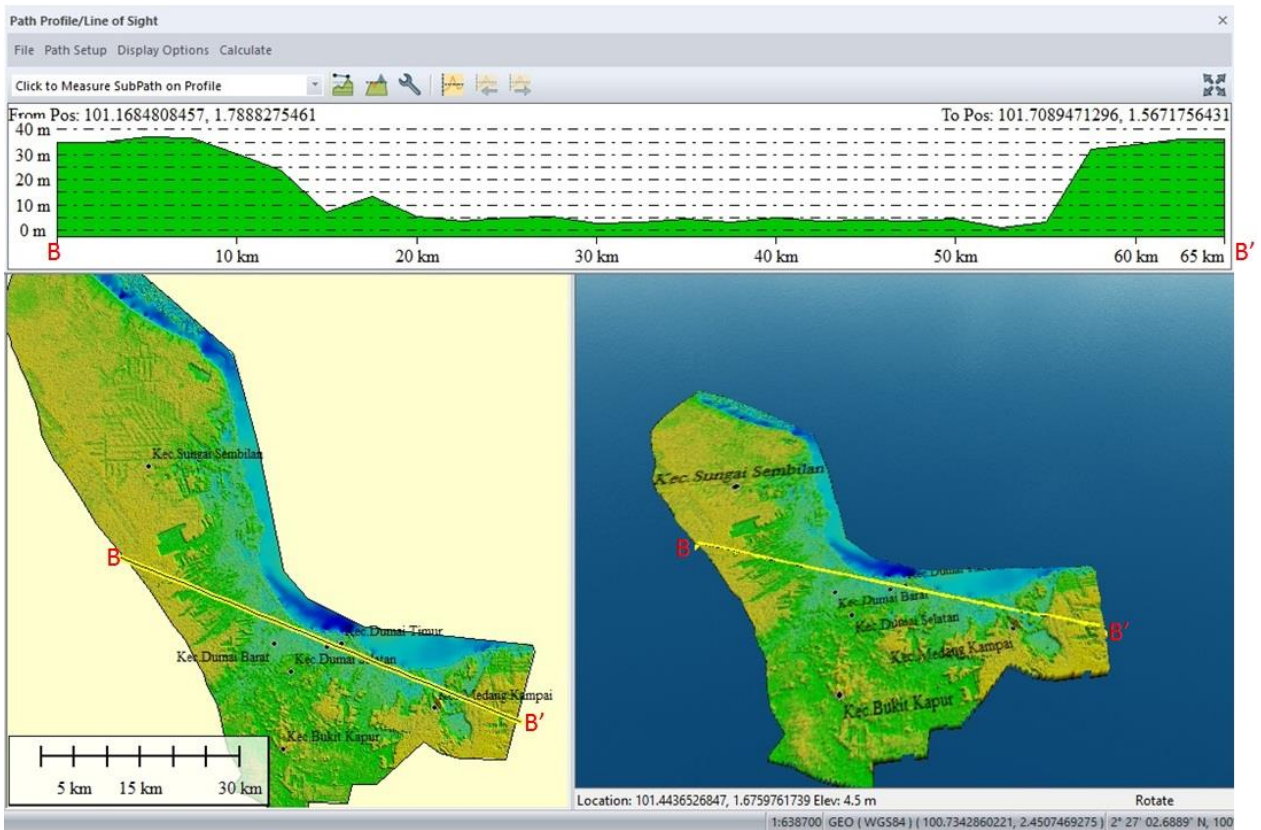 Path Profile/Line of Sight
File Path Setup Display Options Calculate
Click to Measure SubPath on Profile
From Pos: 101.1684808457, 1.7888275461 To Pos: 101.7089471296, 1.5671756431
40 m
30 m
20 m
10 m
0 m
B 10 km 20 km 30 km 40 km 50 km 60 km 65 km B'
Kec.Sungai Sembilan
B
Kec.Dumai Timur
Kec.Dumai Barat Kec.Dumai Selatan
Kec.Medang Kampai
B'
Kec.Bukit Kapur
5 km 15 km 30 km
Kec.Sungai Sembilan
B
Kec.Dumai Barat
Kec.Dumai Selatan
Kec.Medang Kampai
B'
Kec.Bukit Kapur
Location: 101.4436526847, 1.6759761739 Elev: 4.5 m Rotate
1:638700 GEO ( WGS84 ) ( 100.7342860221, 2.4507469275 ) 2° 27' 02.6889" N, 100